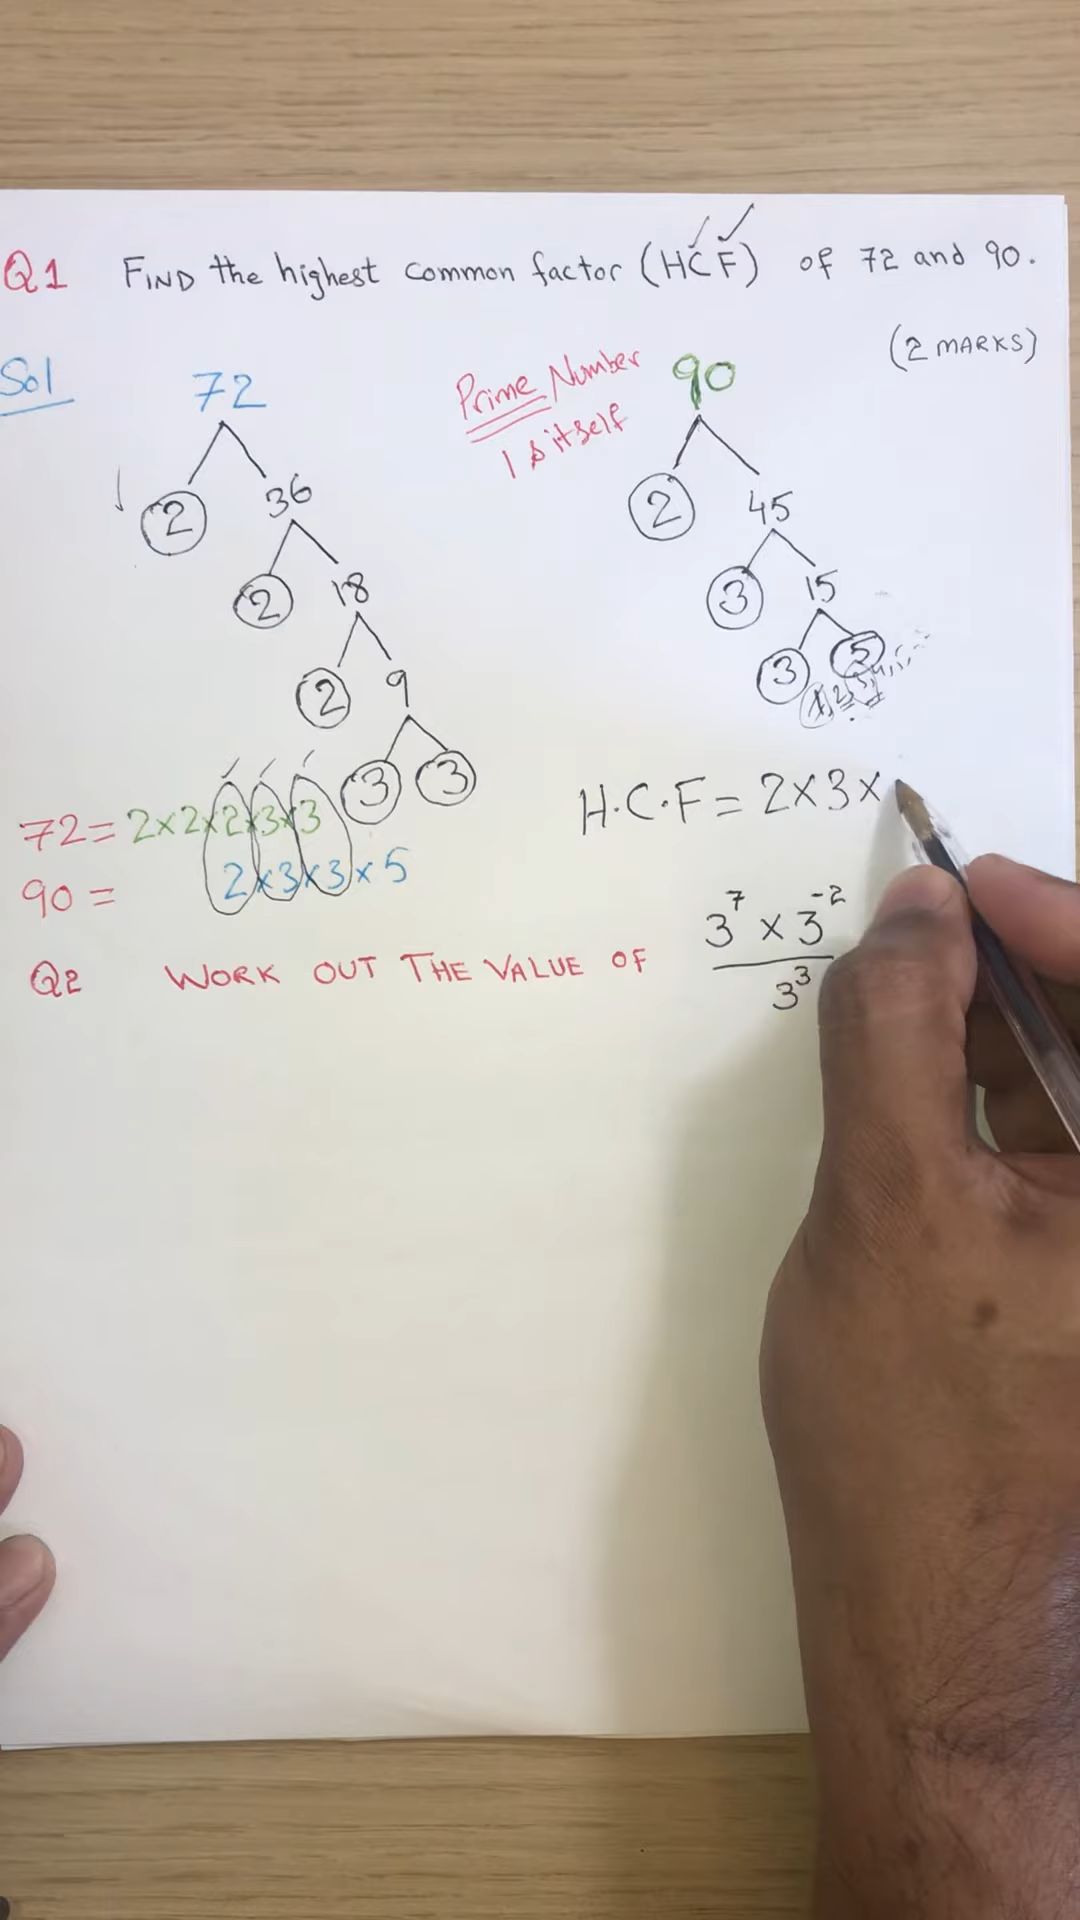 Q1 FIND the highest common factor (HCF) of 72 and 90.
(2 MARKS)
Sol
72
2 36
2 18
2 9
3 3
Prime Number
1 & itself
90
2 45
3 15
3 5
72 = 2×2×2×3×3
90 = 2×3×3×5
H.C.F = 2×3×
Q2 WORK OUT THE VALUE OF 3^7 × 3^-2 / 3^3